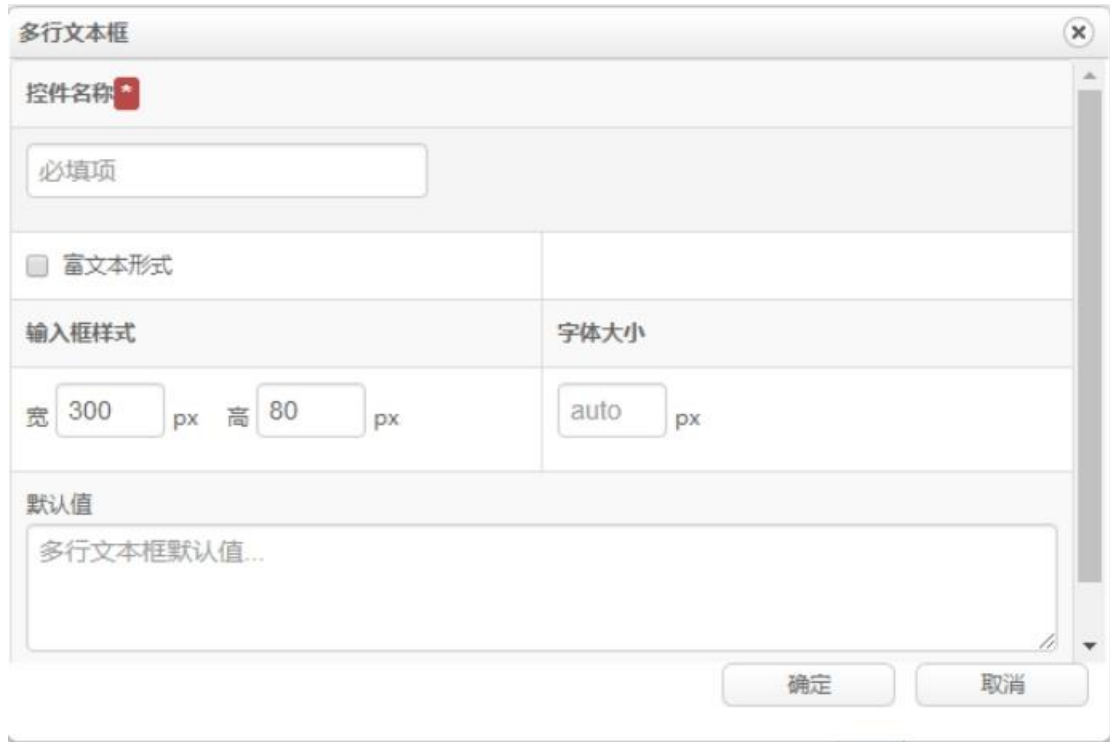 多行文本框
控件名称*
必填项
富文本形式
输入框样式 字体大小
宽 300 px 高 80 px auto px
默认值
多行文本框默认值...
确定 取消